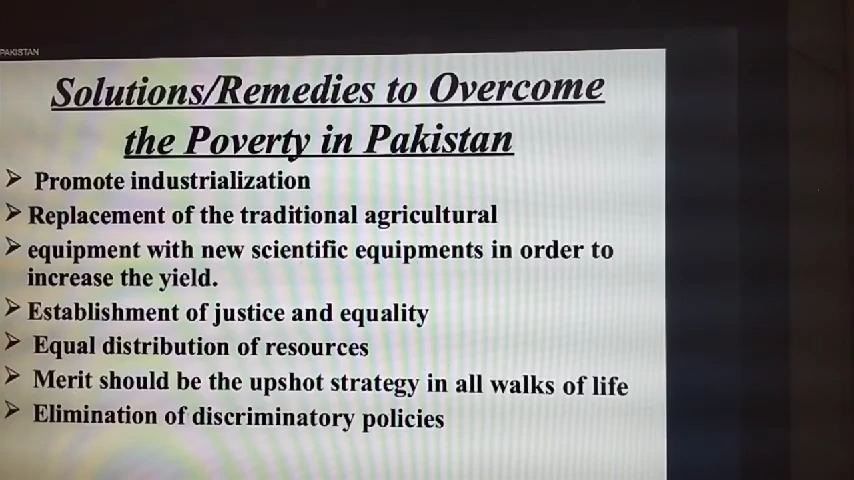 PAKISTAN
Solutions/Remedies to Overcome
the Poverty in Pakistan
➢ Promote industrialization
➢ Replacement of the traditional agricultural
➢ equipment with new scientific equipments in order to
increase the yield.
➢ Establishment of justice and equality
➢ Equal distribution of resources
➢ Merit should be the upshot strategy in all walks of life
➢ Elimination of discriminatory policies